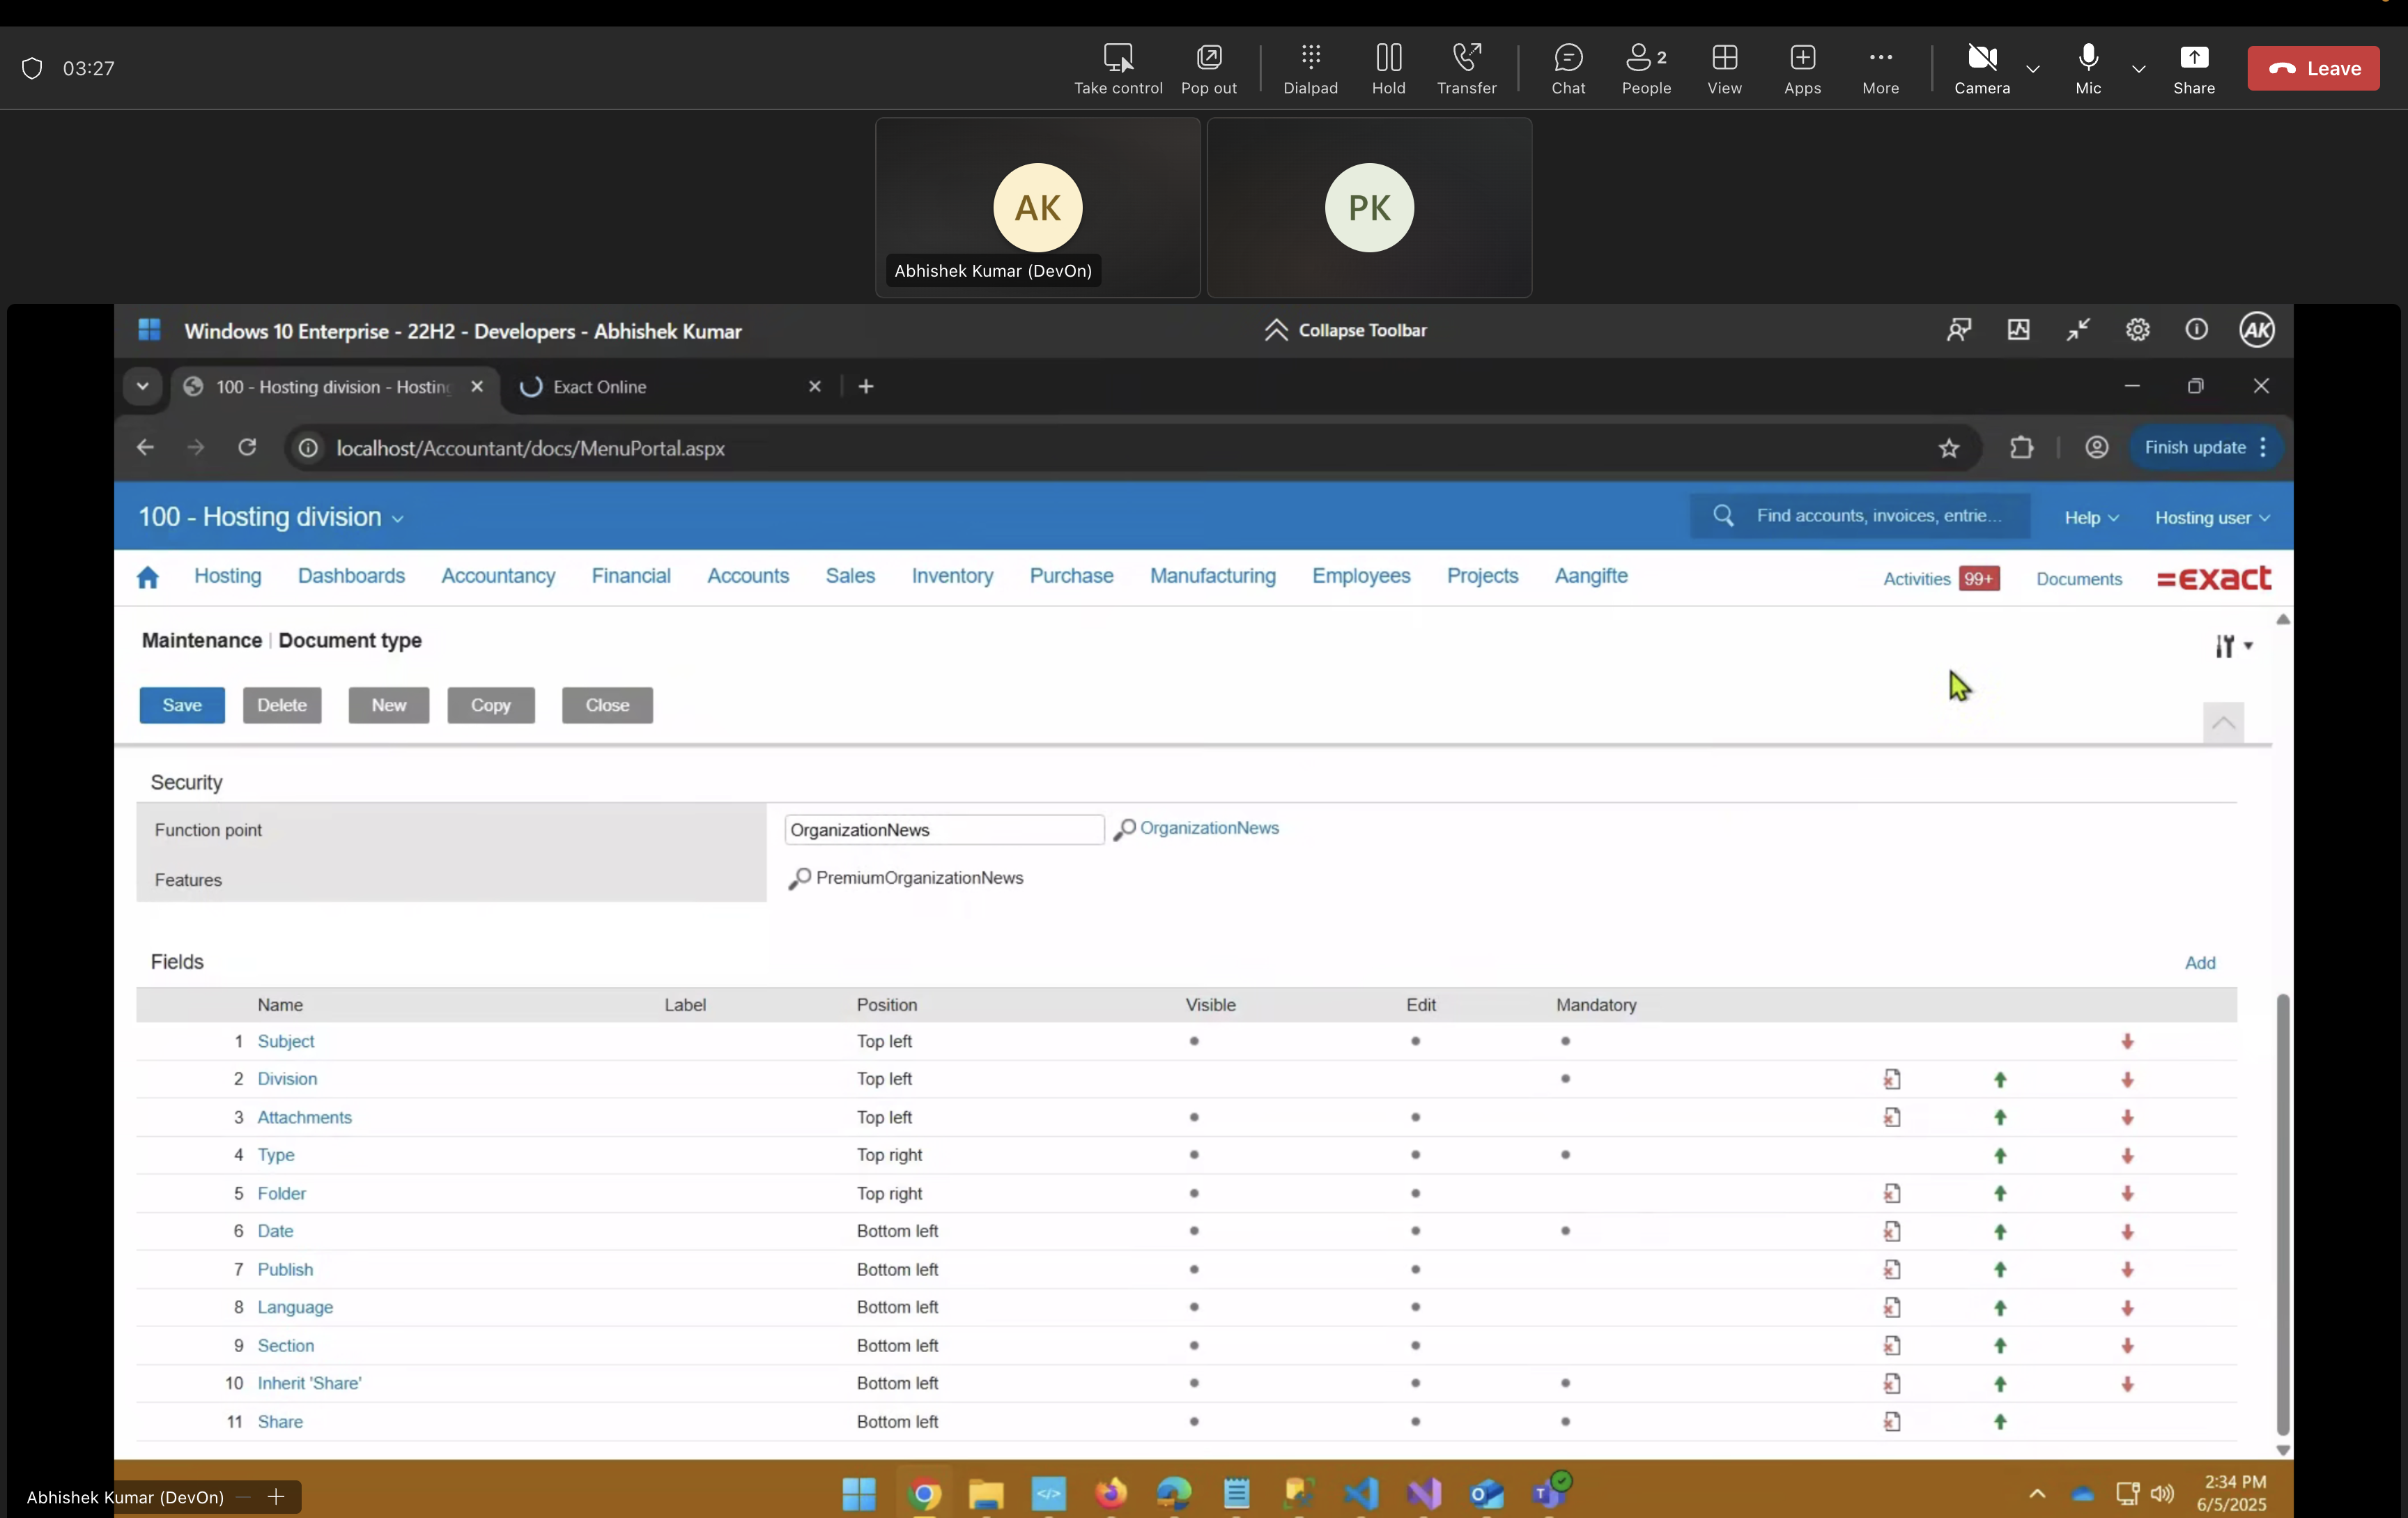 03:27
Take control
Pop out
Dialpad
Hold
Transfer
Chat
2
People
View
Apps
More
Camera
Mic
Share
Leave
AK
Abhishek Kumar (DevOn)
PK
Windows 10 Enterprise - 22H2 - Developers - Abhishek Kumar
Collapse Toolbar
AK
100 - Hosting division - Hosting
Exact Online
localhost/Accountant/docs/MenuPortal.aspx
Finish update
100 - Hosting division
Find accounts, invoices, entrie...
Help
Hosting user
Hosting Dashboards Accountancy Financial Accounts Sales Inventory Purchase Manufacturing Employees Projects Aangifte
Activities 99+ Documents =exact
Maintenance | Document type
Save Delete New Copy Close
Security
Function point OrganizationNews OrganizationNews
Features PremiumOrganizationNews
Fields Add
Name Label Position Visible Edit Mandatory
1 Subject Top left
2 Division Top left
3 Attachments Top left
4 Type Top right
5 Folder Top right
6 Date Bottom left
7 Publish Bottom left
8 Language Bottom left
9 Section Bottom left
10 Inherit 'Share' Bottom left
11 Share Bottom left
Abhishek Kumar (DevOn)
2:34 PM
6/5/2025